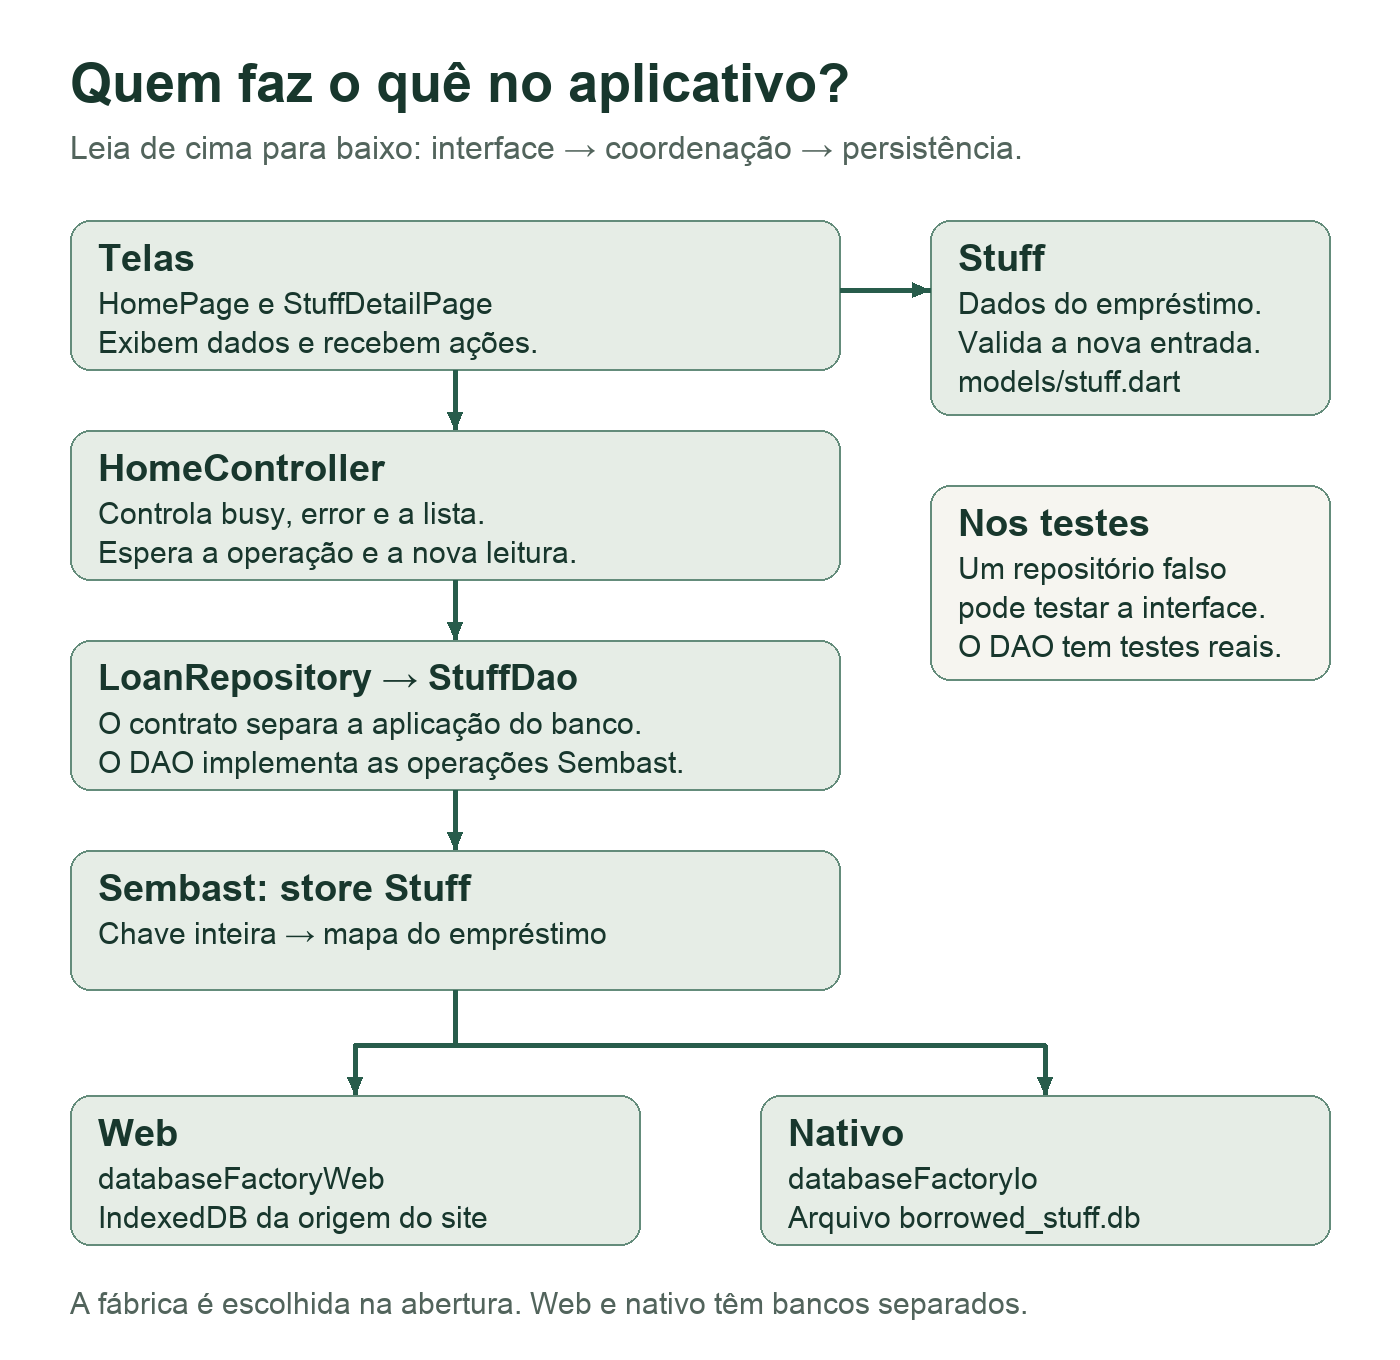 Quem faz o quê no aplicativo?
Leia de cima para baixo: interface → coordenação → persistência.
Telas
HomePage e StuffDetailPage
Exibem dados e recebem ações.
Stuff
Dados do empréstimo.
Valida a nova entrada.
models/stuff.dart
HomeController
Controla busy, error e a lista.
Espera a operação e a nova leitura.
Nos testes
Um repositório falso
pode testar a interface.
O DAO tem testes reais.
LoanRepository → StuffDao
O contrato separa a aplicação do banco.
O DAO implementa as operações Sembast.
Sembast: store Stuff
Chave inteira → mapa do empréstimo
Web
databaseFactoryWeb
IndexedDB da origem do site
Nativo
databaseFactoryIo
Arquivo borrowed_stuff.db
A fábrica é escolhida na abertura. Web e nativo têm bancos separados.